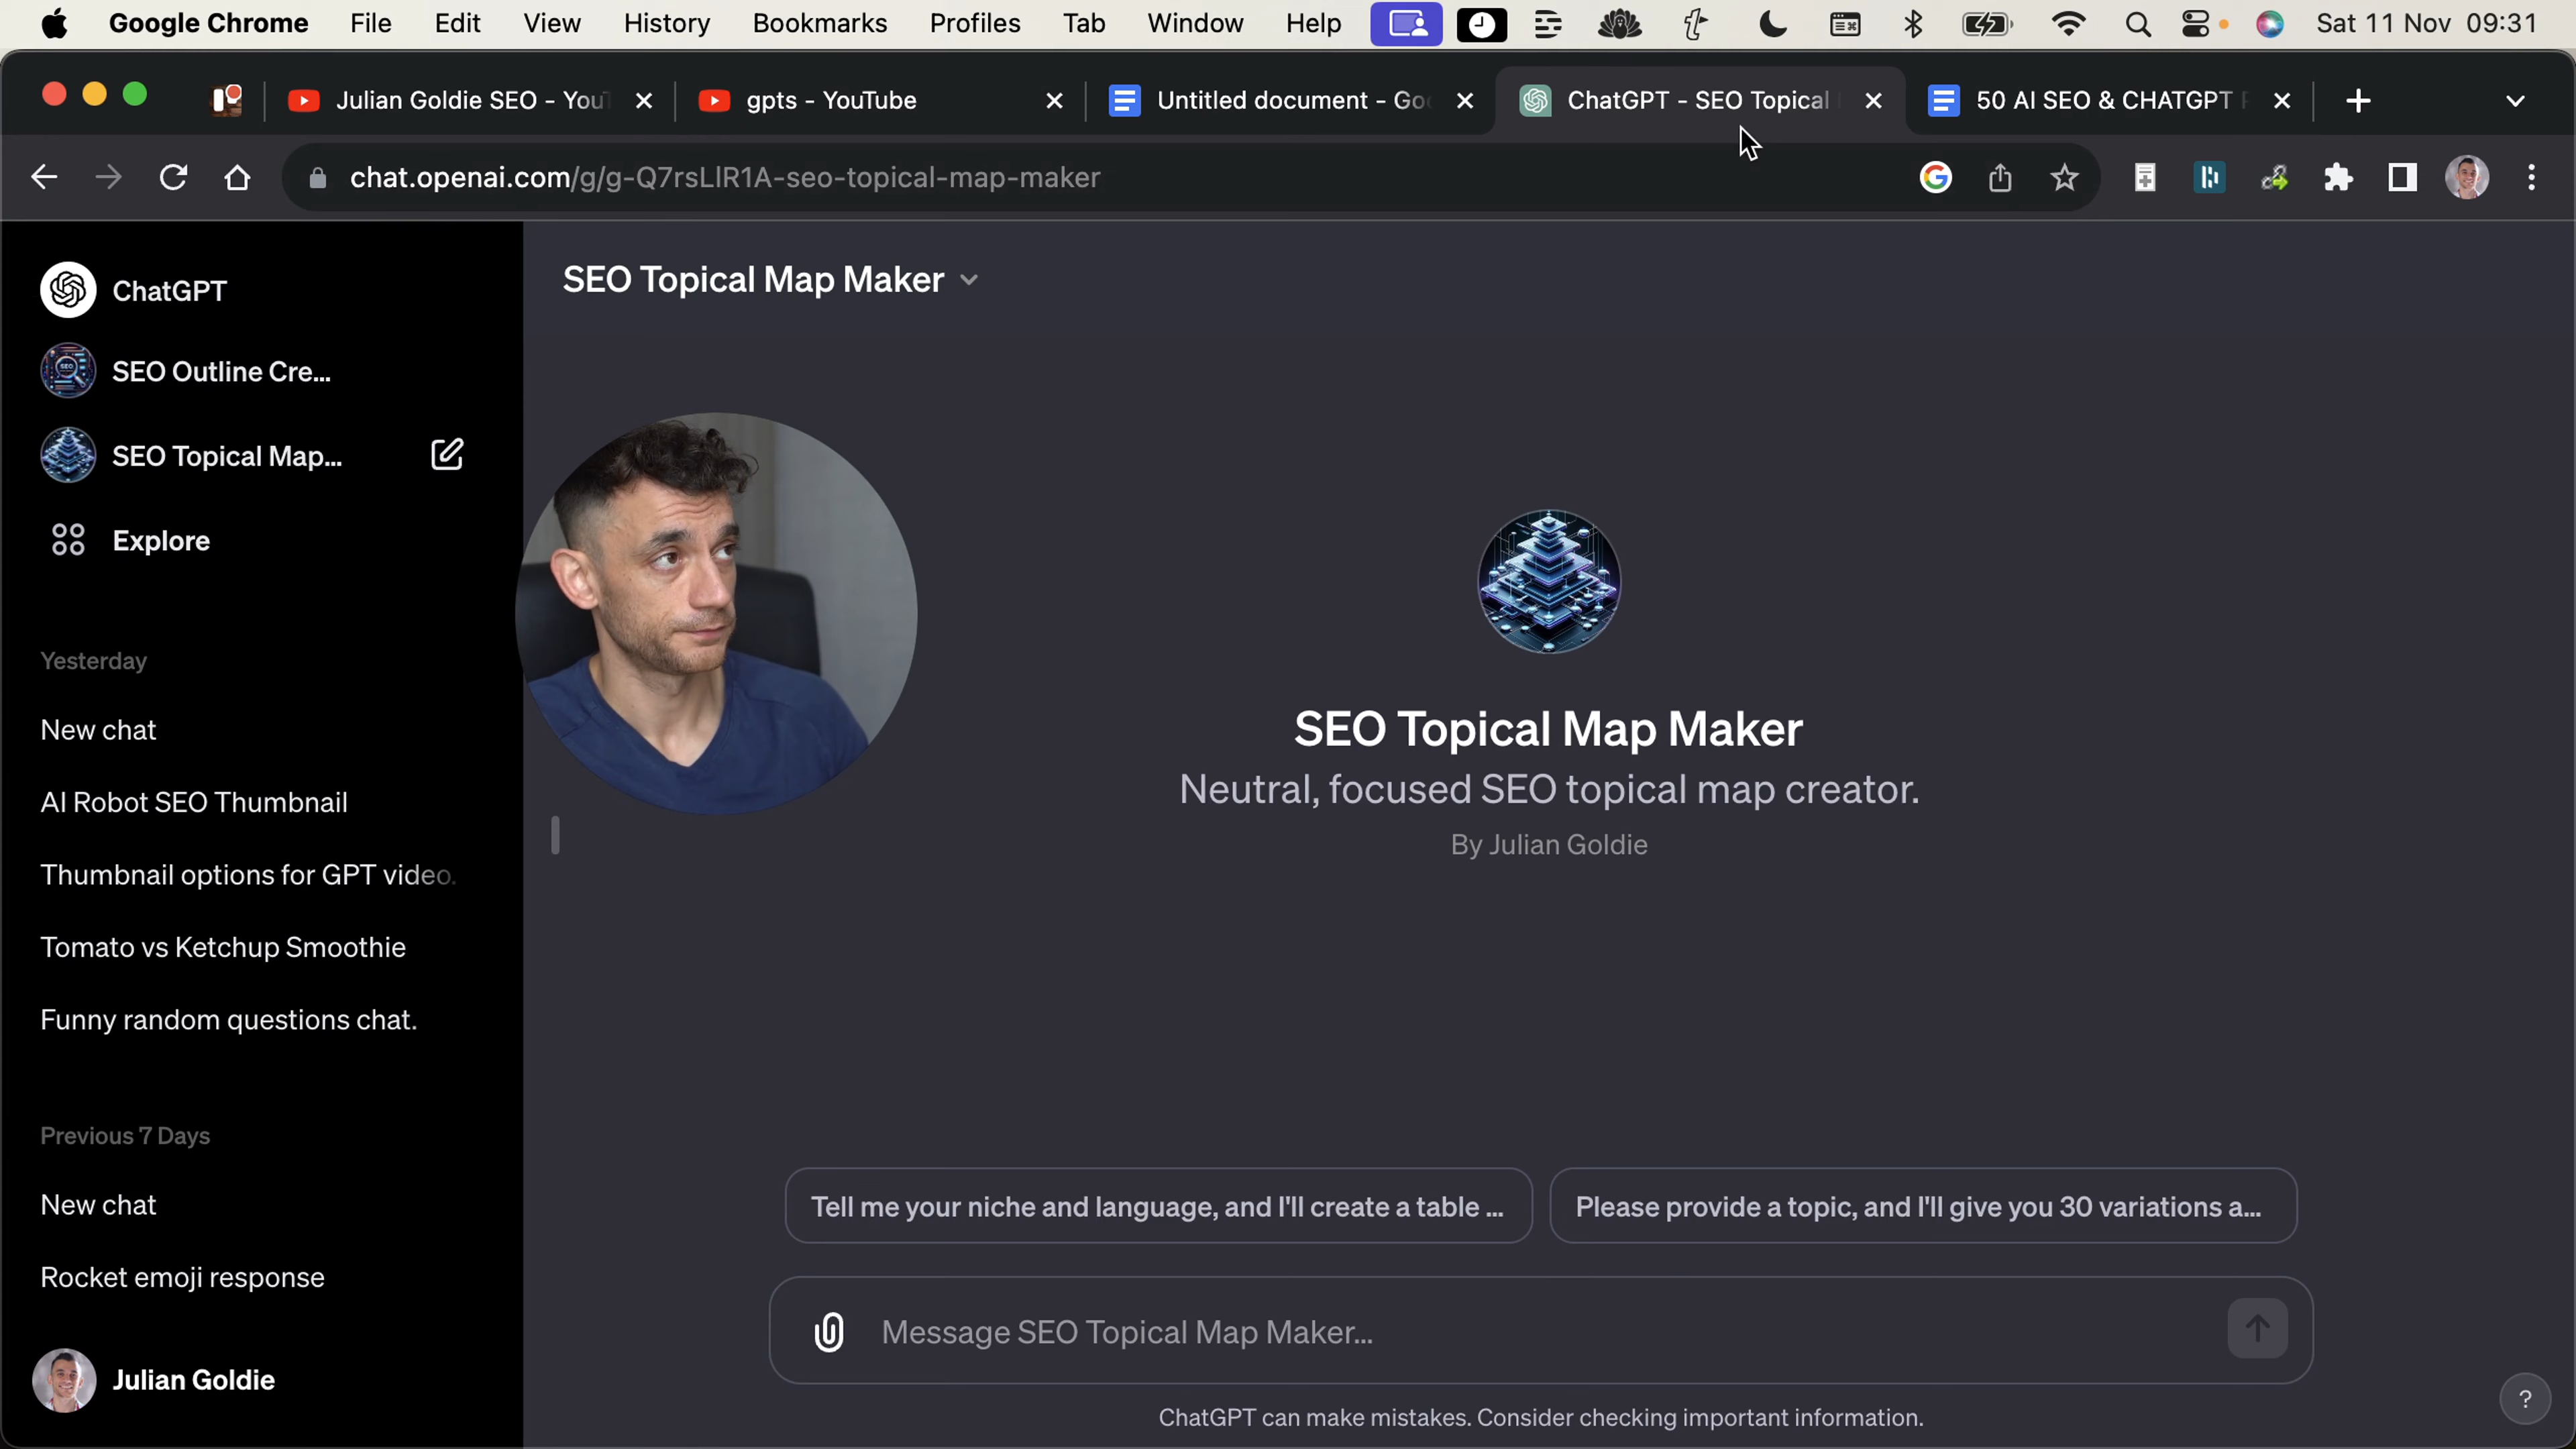 Google Chrome File Edit View History Bookmarks Profiles Tab Window Help Sat 11 Nov 09:31
Julian Goldie SEO - You
gpts - YouTube
Untitled document - Go
ChatGPT - SEO Topical
50 AI SEO & CHATGPT
chat.openai.com/g/g-Q7rsLlR1A-seo-topical-map-maker
ChatGPT
SEO Outline Cre...
SEO Topical Map...
Explore
Yesterday
New chat
AI Robot SEO Thumbnail
Thumbnail options for GPT video.
Tomato vs Ketchup Smoothie
Funny random questions chat.
Previous 7 Days
New chat
Rocket emoji response
Julian Goldie
SEO Topical Map Maker
SEO Topical Map Maker
Neutral, focused SEO topical map creator.
By Julian Goldie
Tell me your niche and language, and I'll create a table ...
Please provide a topic, and I'll give you 30 variations a...
Message SEO Topical Map Maker...
ChatGPT can make mistakes. Consider checking important information.
?